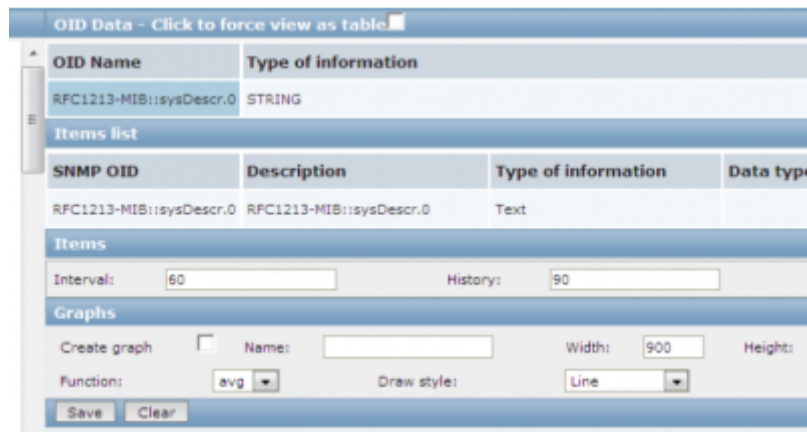 OID Data - Click to force view as table
OID Name Type of information
RFC1213-MIB::sysDescr.0 STRING
Items list
SNMP OID Description Type of information Data type
RFC1213-MIB::sysDescr.0 RFC1213-MIB::sysDescr.0 Text
Items
Interval: 60 History: 90
Graphs
Create graph Name: Width: 900 Height:
Function: avg Draw style: Line
Save Clear